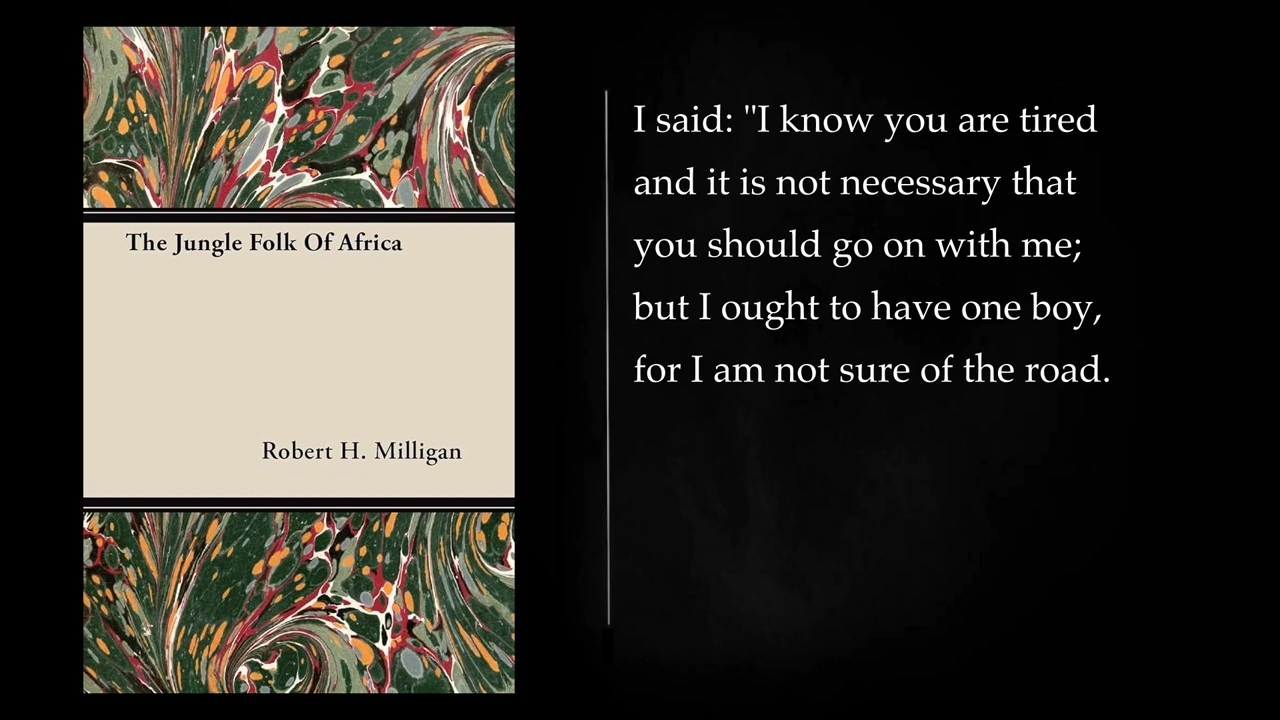 The Jungle Folk Of Africa
Robert H. Milligan
I said: "I know you are tired
and it is not necessary that
you should go on with me;
but I ought to have one boy,
for I am not sure of the road.